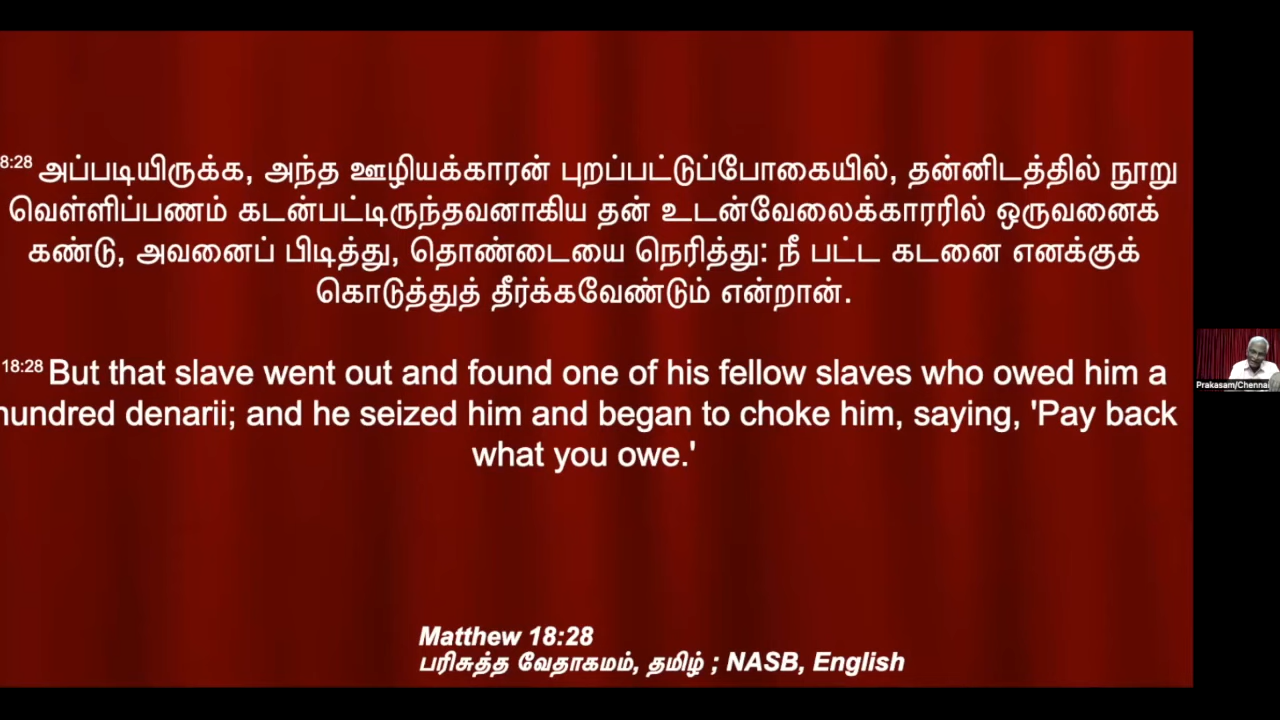 8:28 அப்படியிருக்க, அந்த ஊழியக்காரன் புறப்பட்டுப்போகையில், தன்னிடத்தில் நூறு
வெள்ளிப்பணம் கடன்பட்டிருந்தவனாகிய தன் உடன்வேலைக்காரரில் ஒருவனைக்
கண்டு, அவனைப் பிடித்து, தொண்டையை நெரித்து: நீ பட்ட கடனை எனக்குக்
கொடுத்துத் தீர்க்கவேண்டும் என்றான்.
18:28 But that slave went out and found one of his fellow slaves who owed him a
hundred denarii; and he seized him and began to choke him, saying, 'Pay back
what you owe.'
Matthew 18:28
பரிசுத்த வேதாகமம், தமிழ் ; NASB, English
Prakasam/Chennai